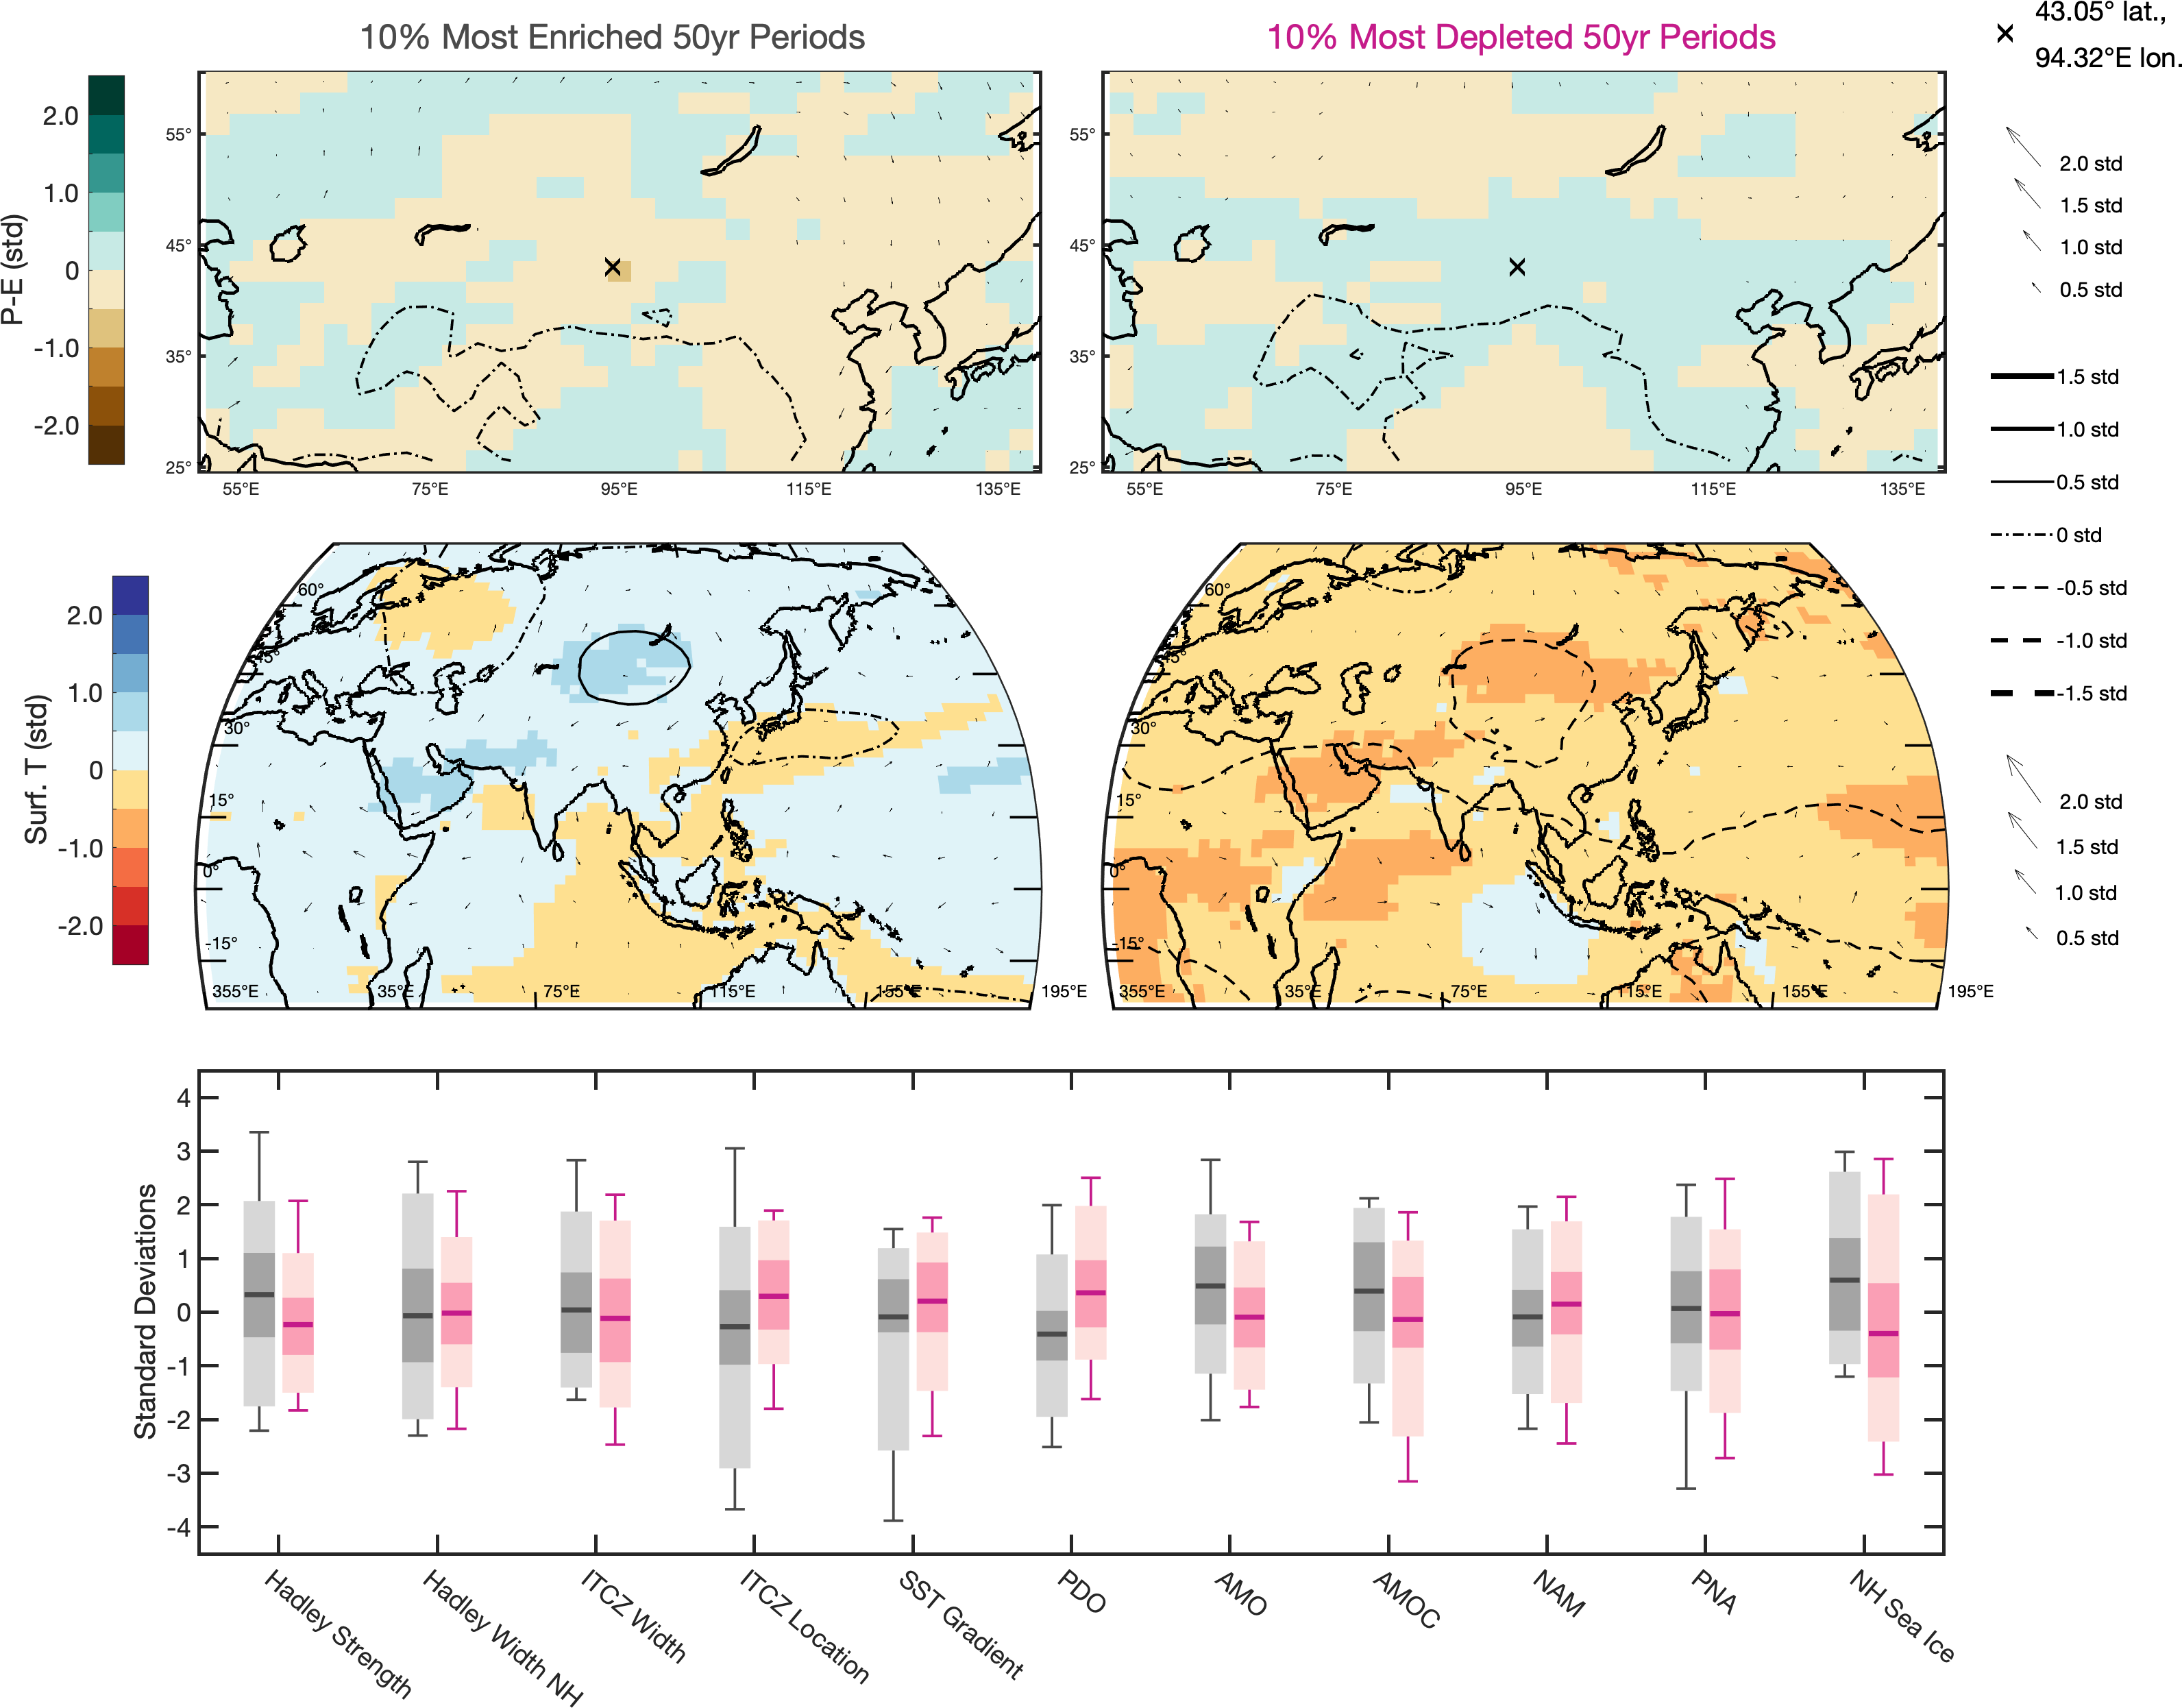 10% Most Enriched 50yr Periods
10% Most Depleted 50yr Periods
43.05° lat.,
94.32°E lon.
P-E (std)
2.0
1.0
0
-1.0
-2.0
55°
45°
35°
25°
55°E
75°E
95°E
115°E
135°E
55°
45°
35°
25°
55°E
75°E
95°E
115°E
135°E
2.0 std
1.5 std
1.0 std
0.5 std
1.5 std
1.0 std
0.5 std
0 std
-0.5 std
-1.0 std
-1.5 std
2.0 std
1.5 std
1.0 std
0.5 std
Surf. T (std)
2.0
1.0
0
-1.0
-2.0
60°
45°
30°
15°
0°
-15°
355°E
35°E
75°E
115°E
155°E
195°E
60°
45°
30°
15°
0°
-15°
355°E
35°E
75°E
115°E
155°E
195°E
Standard Deviations
4
3
2
1
0
-1
-2
-3
-4
Hadley Strength
Hadley Width NH
ITCZ Width
ITCZ Location
SST Gradient
PDO
AMO
AMOC
NAM
PNA
NH Sea Ice